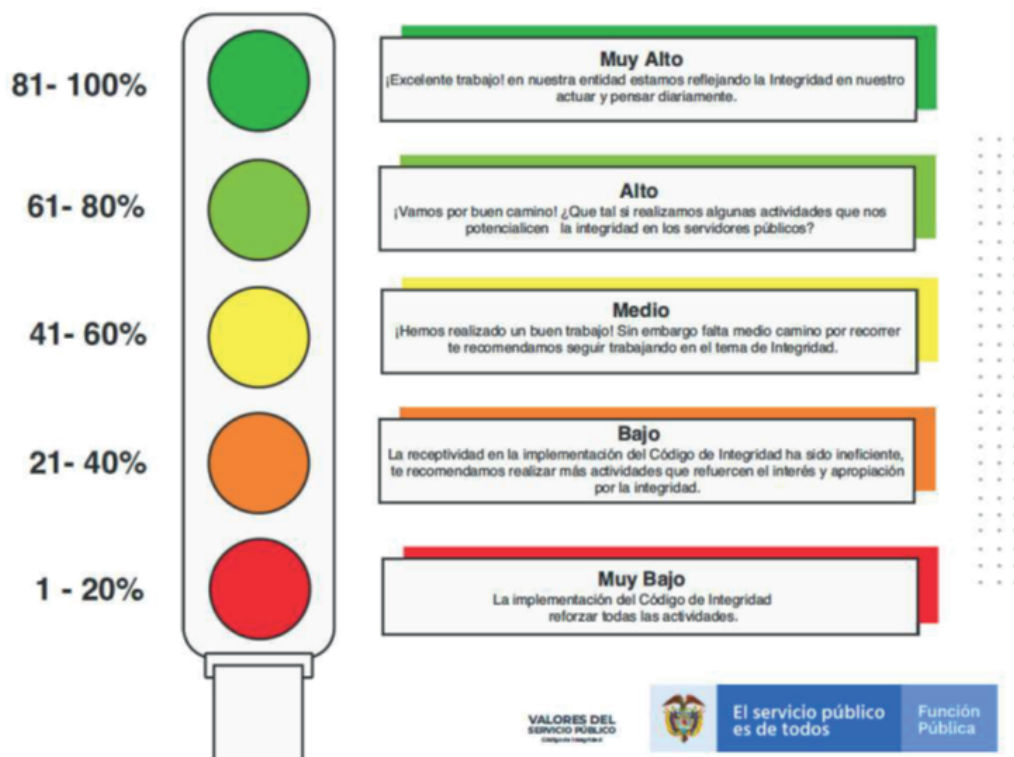 81- 100%
Muy Alto
¡Excelente trabajo! en nuestra entidad estamos reflejando la Integridad en nuestro
actuar y pensar diariamente.
61- 80%
Alto
¡Vamos por buen camino! ¿Que tal si realizamos algunas actividades que nos
potencialicen la integridad en los servidores públicos?
41- 60%
Medio
¡Hemos realizado un buen trabajo! Sin embargo falta medio camino por recorrer
te recomendamos seguir trabajando en el tema de Integridad.
21- 40%
Bajo
La receptividad en la implementación del Código de Integridad ha sido ineficiente,
te recomendamos realizar más actividades que refuercen el interés y apropiación
por la integridad.
1 - 20%
Muy Bajo
La implementación del Código de Integridad
reforzar todas las actividades.
VALORES DEL
SERVICIO PÚBLICO
Código de Integridad
El servicio público
es de todos
Función
Pública